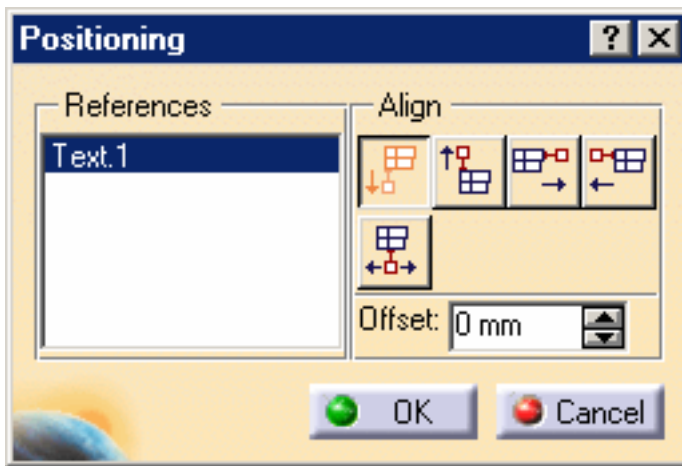 Positioning
References
Align
Text.1
Offset: 0 mm
OK
Cancel